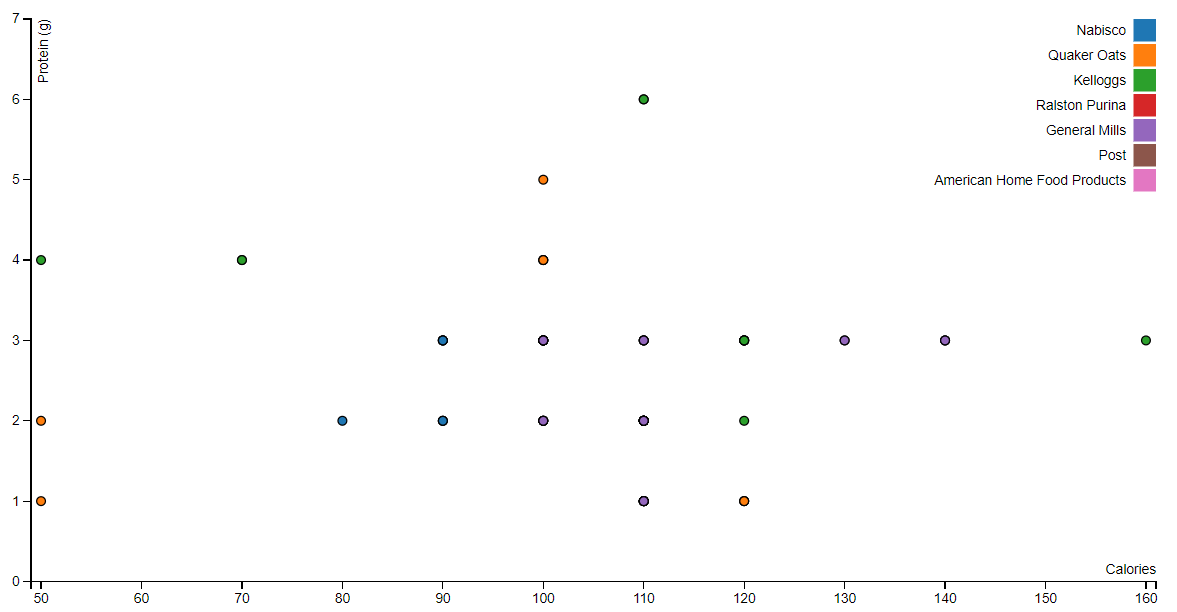 7
6
5
4
3
2
1
0
Protein (g)
Nabisco
Quaker Oats
Kelloggs
Ralston Purina
General Mills
Post
American Home Food Products
Calories
50 60 70 80 90 100 110 120 130 140 150 160